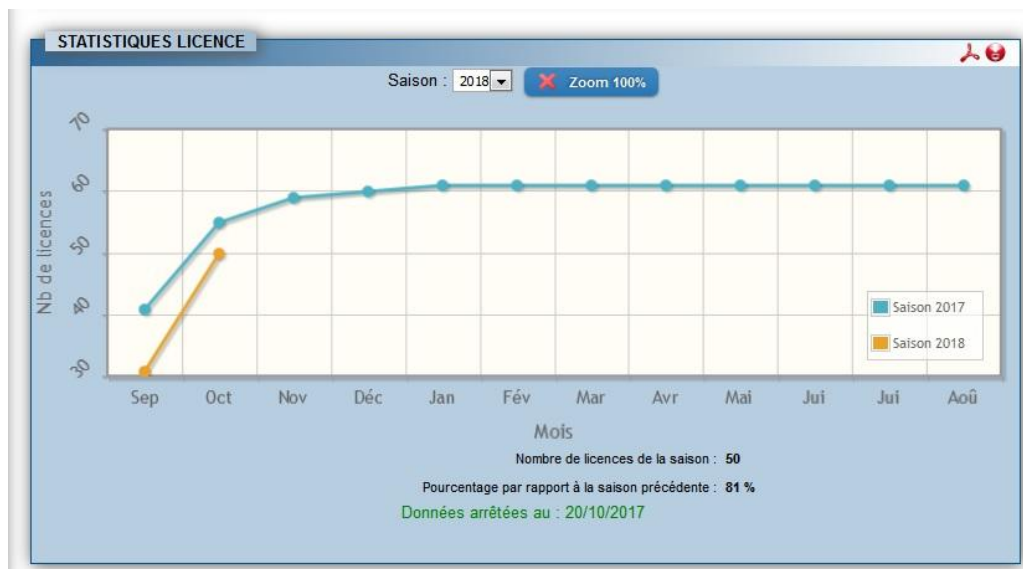 STATISTIQUES LICENCE
Saison : 2018 Zoom 100%
70
60
50
40
30
Nb de licences
Saison 2017
Saison 2018
Sep Oct Nov Déc Jan Fév Mar Avr Mai Jui Jui Aoû
Mois
Nombre de licences de la saison : 50
Pourcentage par rapport à la saison précédente : 81 %
Données arrêtées au : 20/10/2017